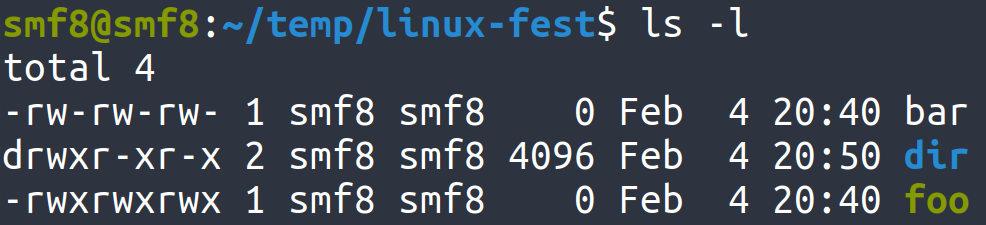 smf8@smf8:~/temp/linux-fest$ ls -l
total 4
-rw-rw-rw- 1 smf8 smf8    0 Feb  4 20:40 bar
drwxr-xr-x 2 smf8 smf8 4096 Feb  4 20:50 dir
-rwxrwxrwx 1 smf8 smf8    0 Feb  4 20:40 foo